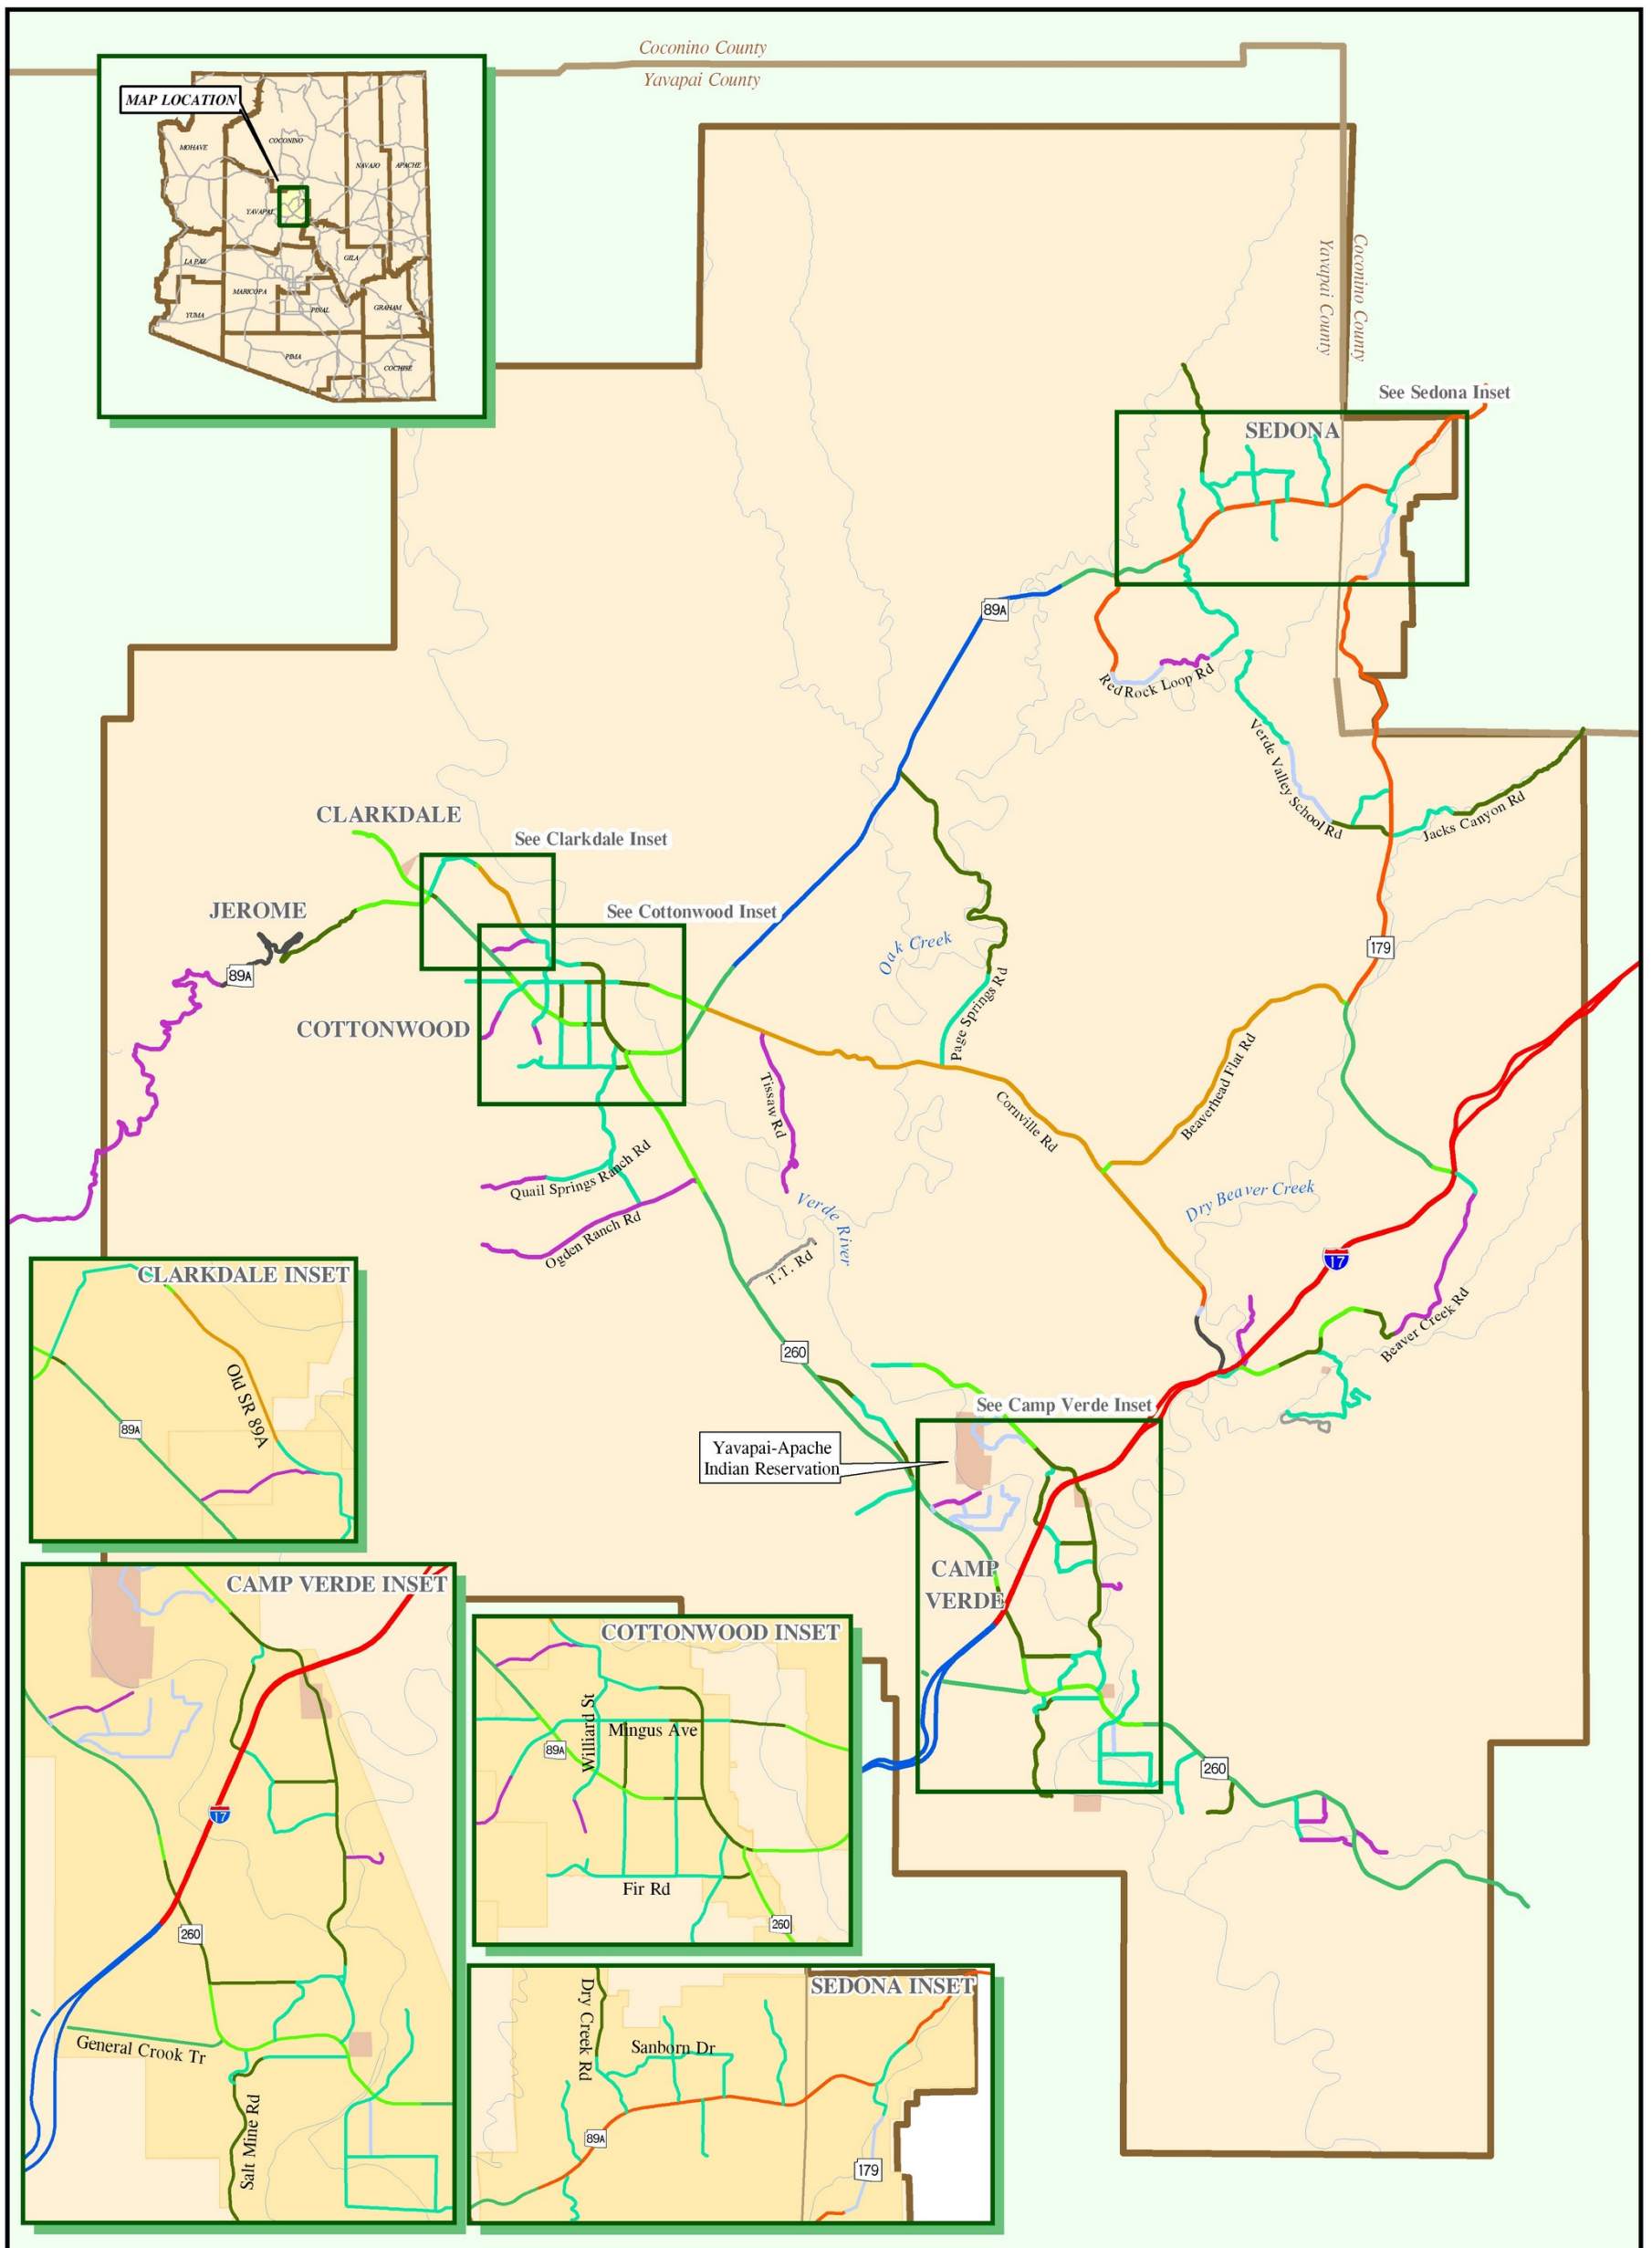 Coconino County
Yavapai County
MAP LOCATION
MOHAVE
COCONINO
NAVAJO
APACHE
YAVAPAI
LA PAZ
GILA
MARICOPA
YUMA
PINAL
GRAHAM
PIMA
COCHISE
Yavapai County
Coconino County
See Sedona Inset
SEDONA
89A
Red Rock Loop Rd
Verde Valley School Rd
Jacks Canyon Rd
CLARKDALE
See Clarkdale Inset
JEROME
See Cottonwood Inset
89A
COTTONWOOD
Oak Creek
179
Page Springs Rd
Tissaw Rd
Cornville Rd
Beaverhead Flat Rd
Quail Springs Ranch Rd
Ogden Ranch Rd
Verde River
Dry Beaver Creek
T.T. Rd
17
260
Beaver Creek Rd
See Camp Verde Inset
Yavapai-Apache
Indian Reservation
CAMP
VERDE
260
CLARKDALE INSET
Old SR 89A
89A
CAMP VERDE INSET
17
260
General Crook Tr
Salt Mine Rd
COTTONWOOD INSET
Willard St
Mingus Ave
89A
Fir Rd
260
SEDONA INSET
Dry Creek Rd
Sanborn Dr
89A
179